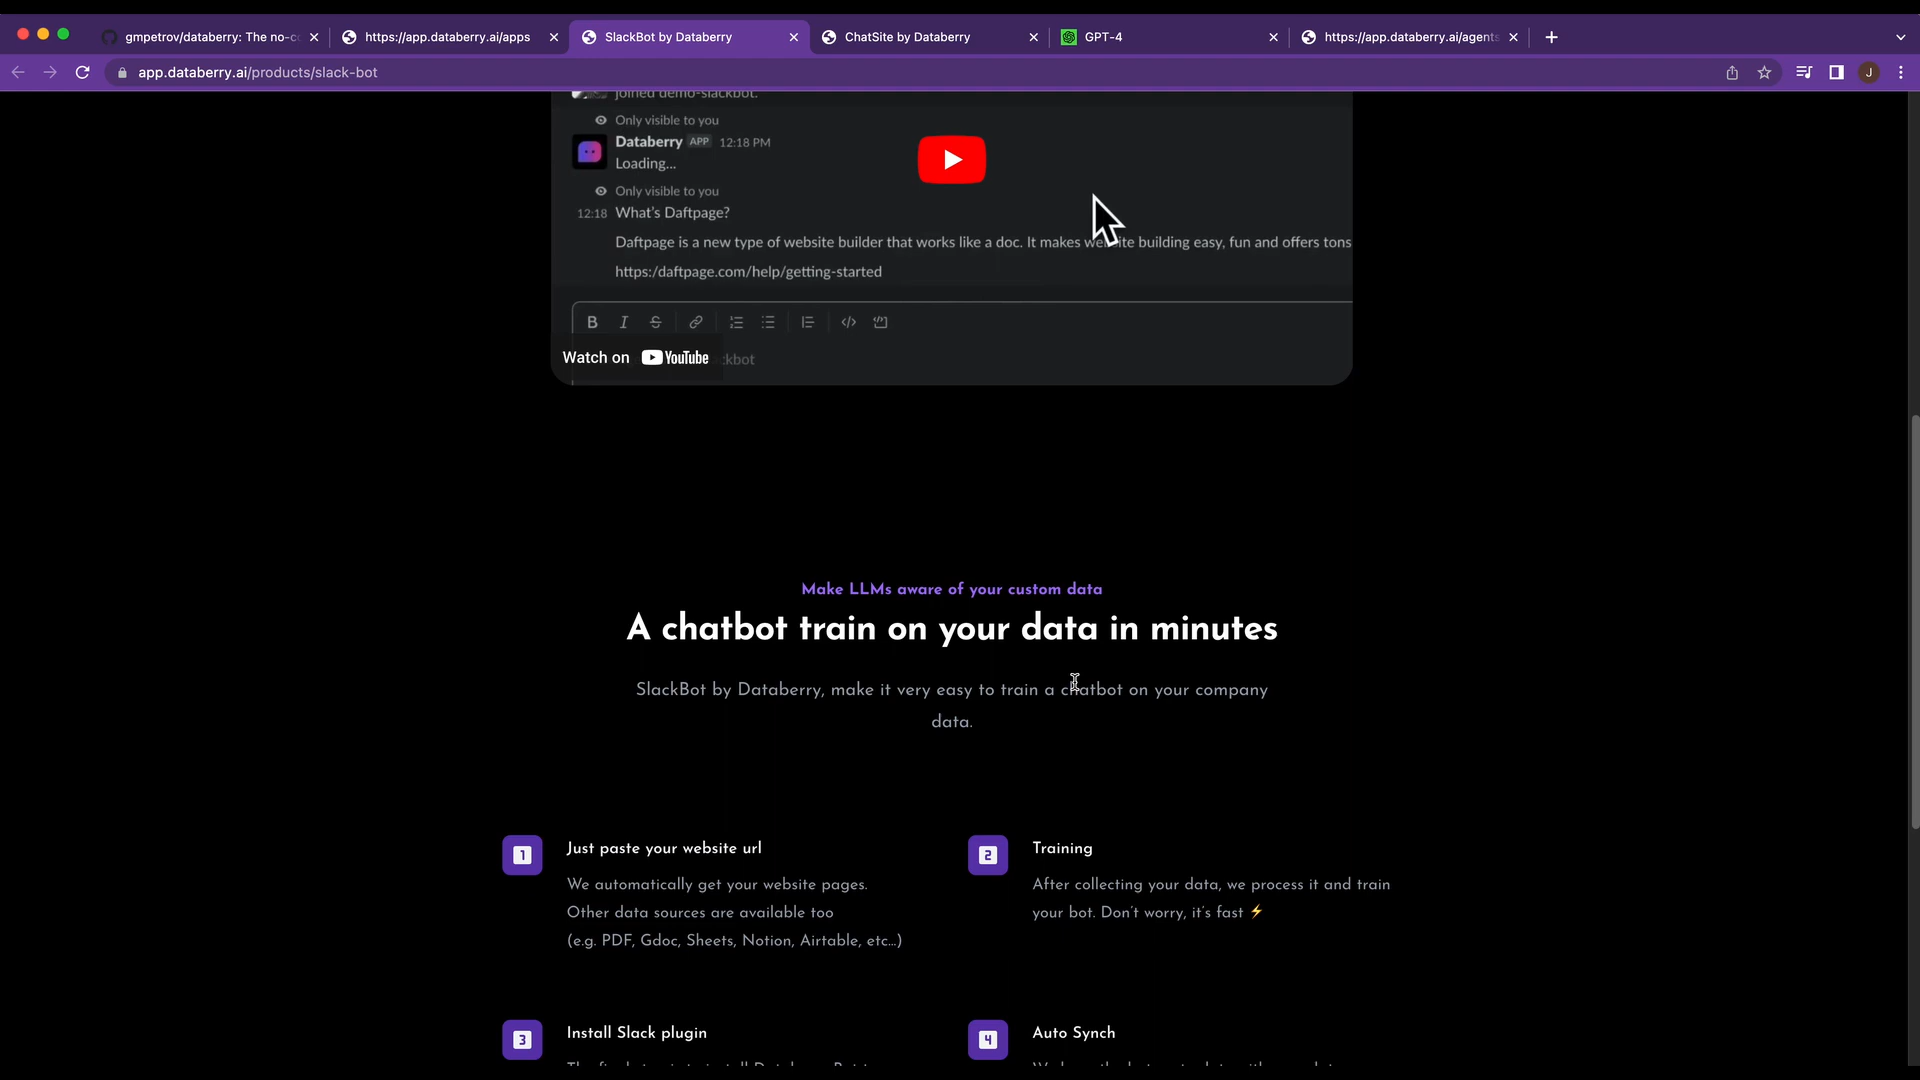 gmpetrov/databerry: The no-c
https://app.databerry.ai/apps
SlackBot by Databerry
ChatSite by Databerry
GPT-4
https://app.databerry.ai/agents
app.databerry.ai/products/slack-bot
J
joined demo-slackbot.
Only visible to you
Databerry APP 12:18 PM
Loading...
Only visible to you
12:18 What's Daftpage?
Daftpage is a new type of website builder that works like a doc. It makes website building easy, fun and offers tons
https:/daftpage.com/help/getting-started
B I S
Watch on YouTube ckbot
Make LLMs aware of your custom data
A chatbot train on your data in minutes
SlackBot by Databerry, make it very easy to train a chatbot on your company
data.
1 Just paste your website url
We automatically get your website pages.
Other data sources are available too
(e.g. PDF, Gdoc, Sheets, Notion, Airtable, etc...)
2 Training
After collecting your data, we process it and train
your bot. Don't worry, it's fast ⚡
3 Install Slack plugin
4 Auto Synch